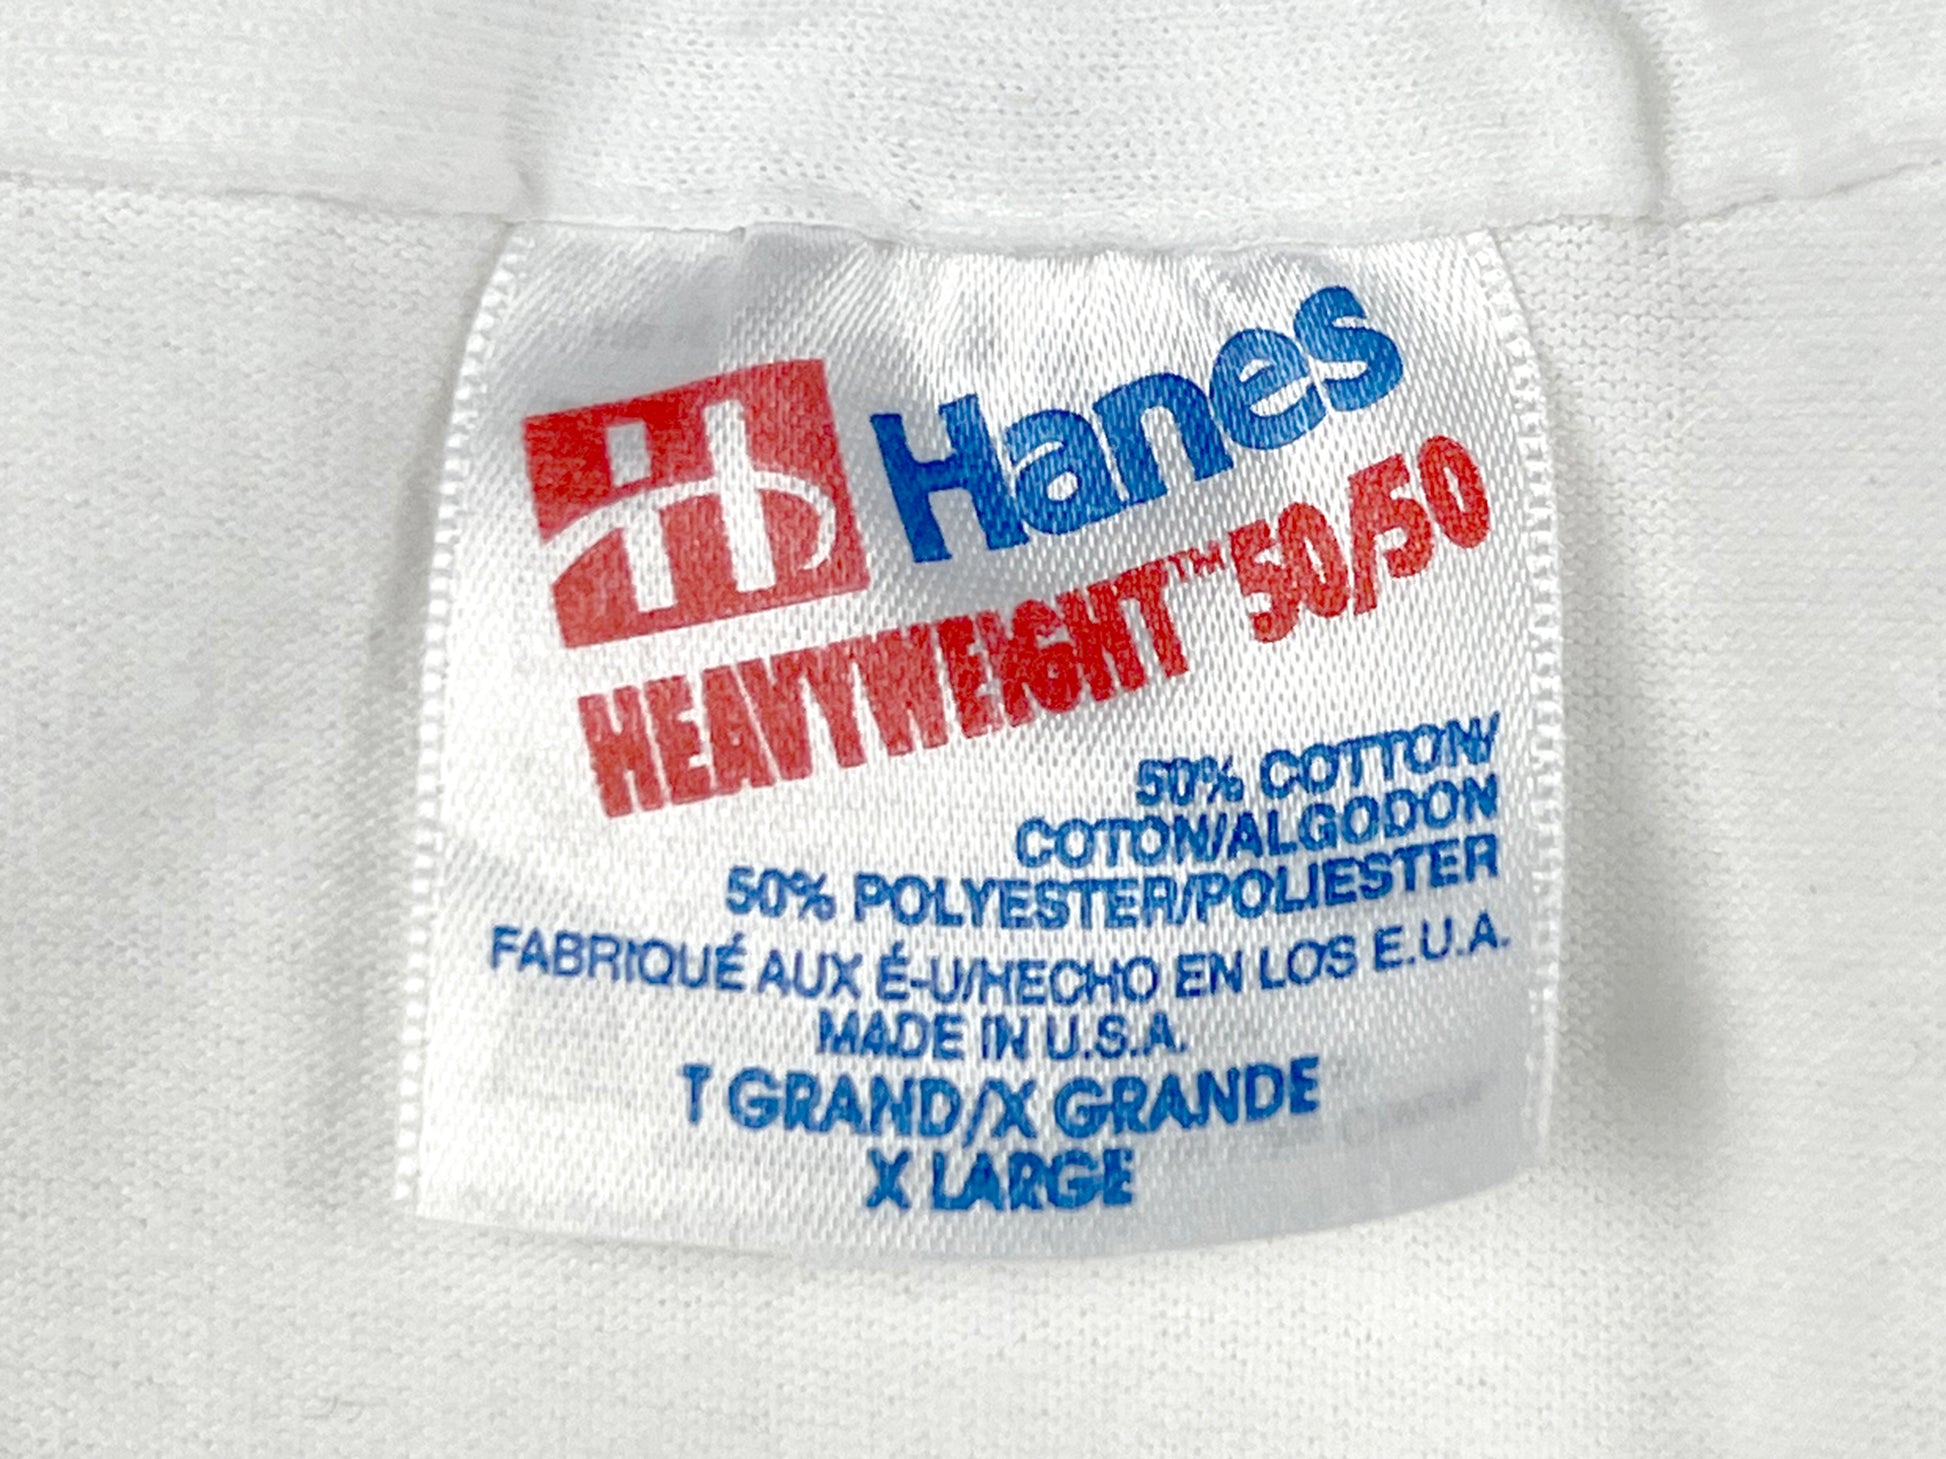 Hanes
HEAVYWEIGHT™ 50/50
50% COTTON/
COTON/ALGODON
50% POLYESTER/POLIESTER
FABRIQUÉ AUX É-U/HECHO EN LOS E.U.A.
MADE IN U.S.A.
T GRAND/X GRANDE
X LARGE